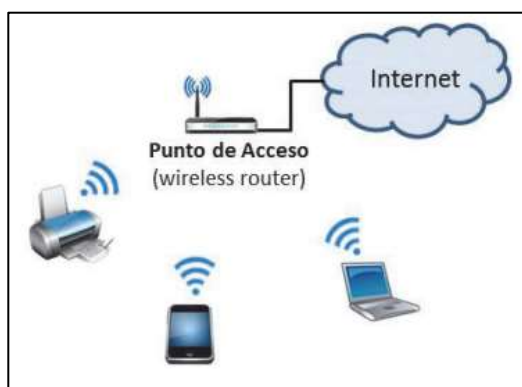 Internet
Punto de Acceso
(wireless router)